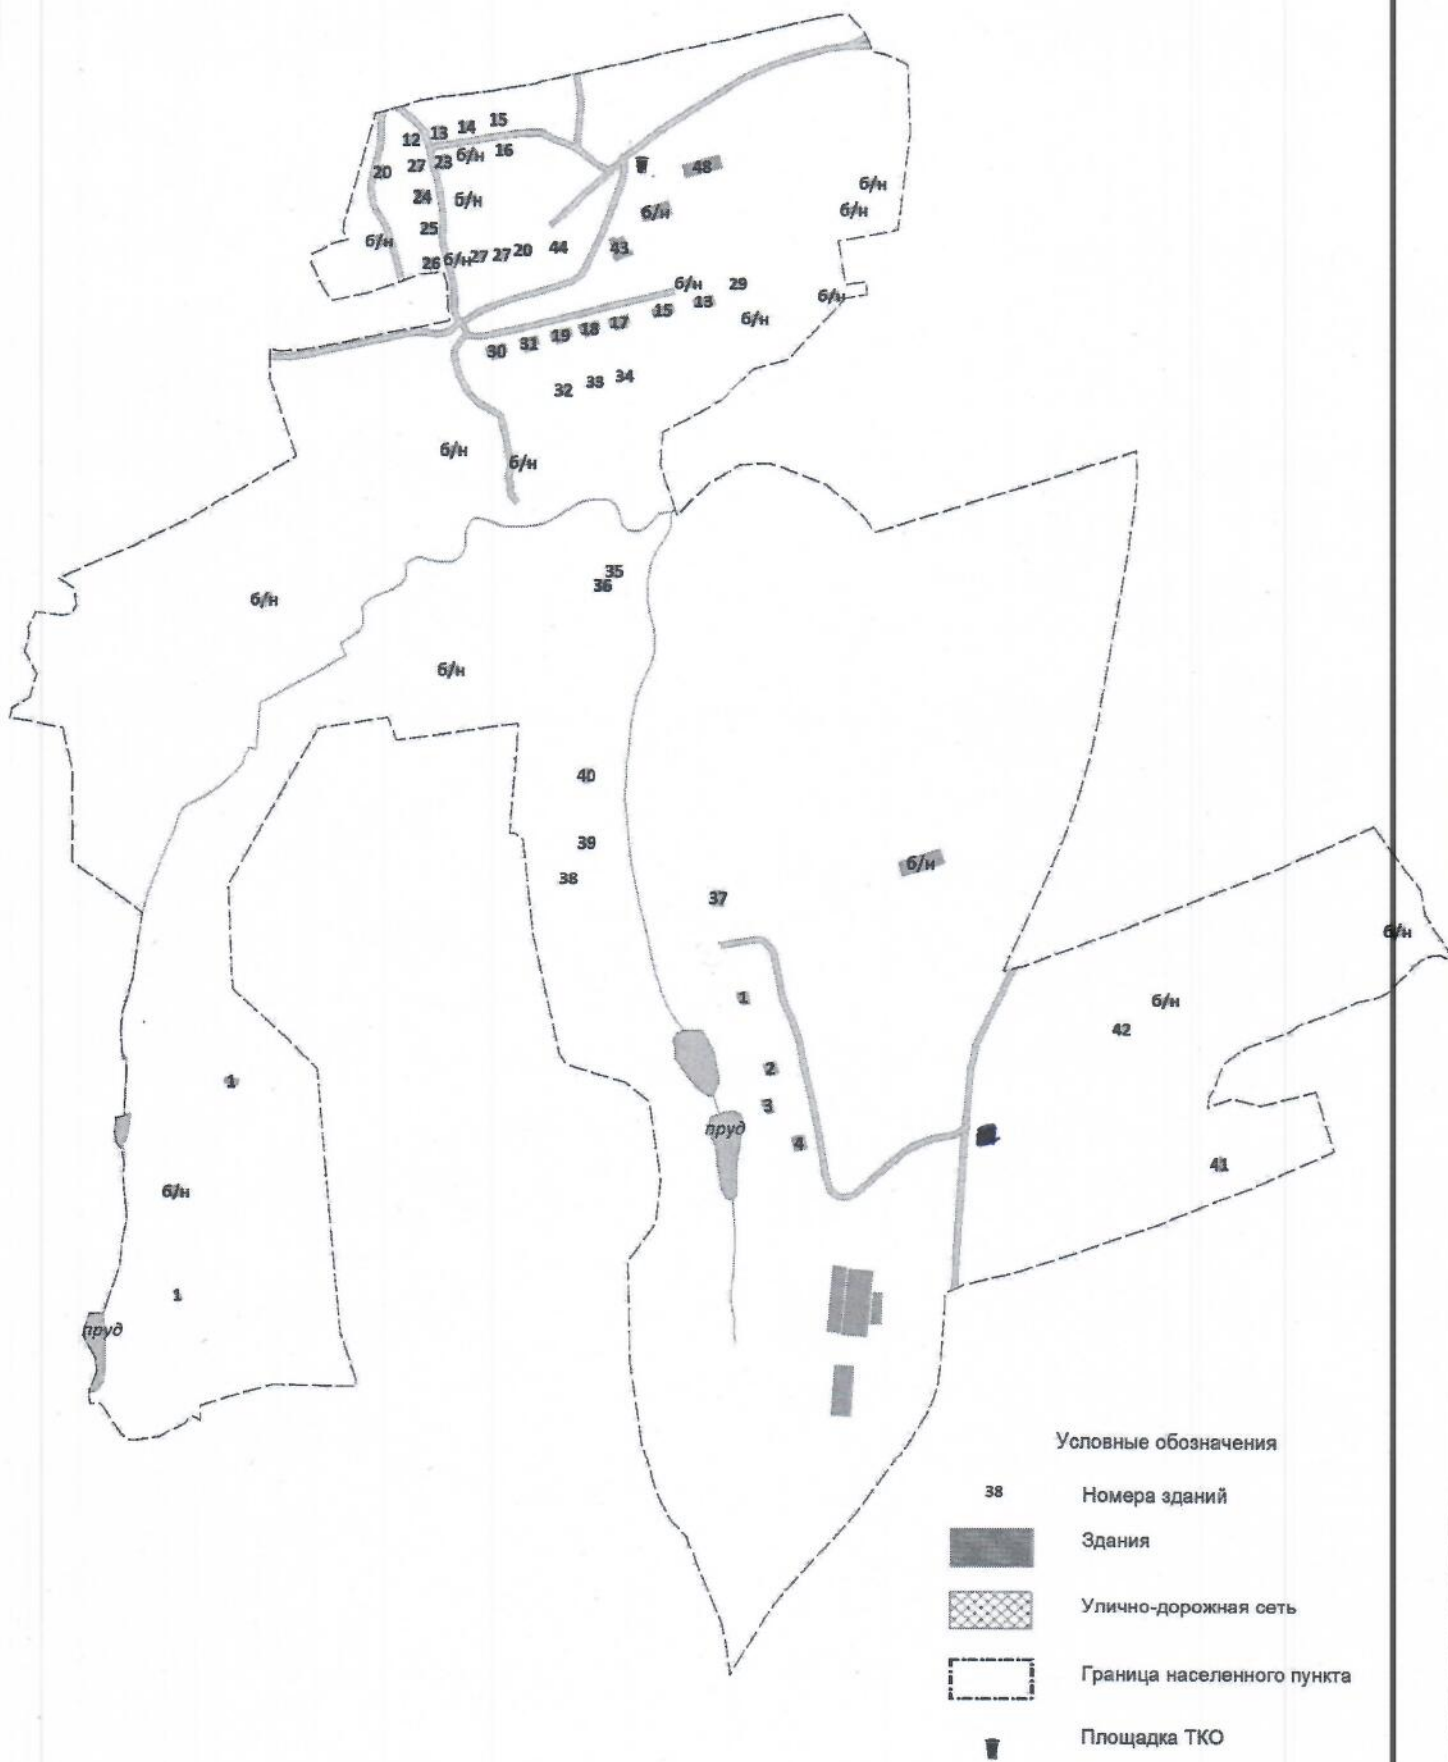 12 13 14 15
20 27 23 б/н 16
48
24 б/н
б/н
б/н
б/н
25
б/н
26 б/н 27 27 20 44 43
б/н 13 29
б/н
30 31 19 18 17 15
б/н
32 33 34
б/н б/н
35
36
б/н
б/н
40
39
38
37
б/н
б/н
1
б/н
42
2
3
1
пруд
4
41
б/н
1
пруд
Условные обозначения
38 Номера зданий
Здания
Улично-дорожная сеть
Граница населенного пункта
Площадка ТКО